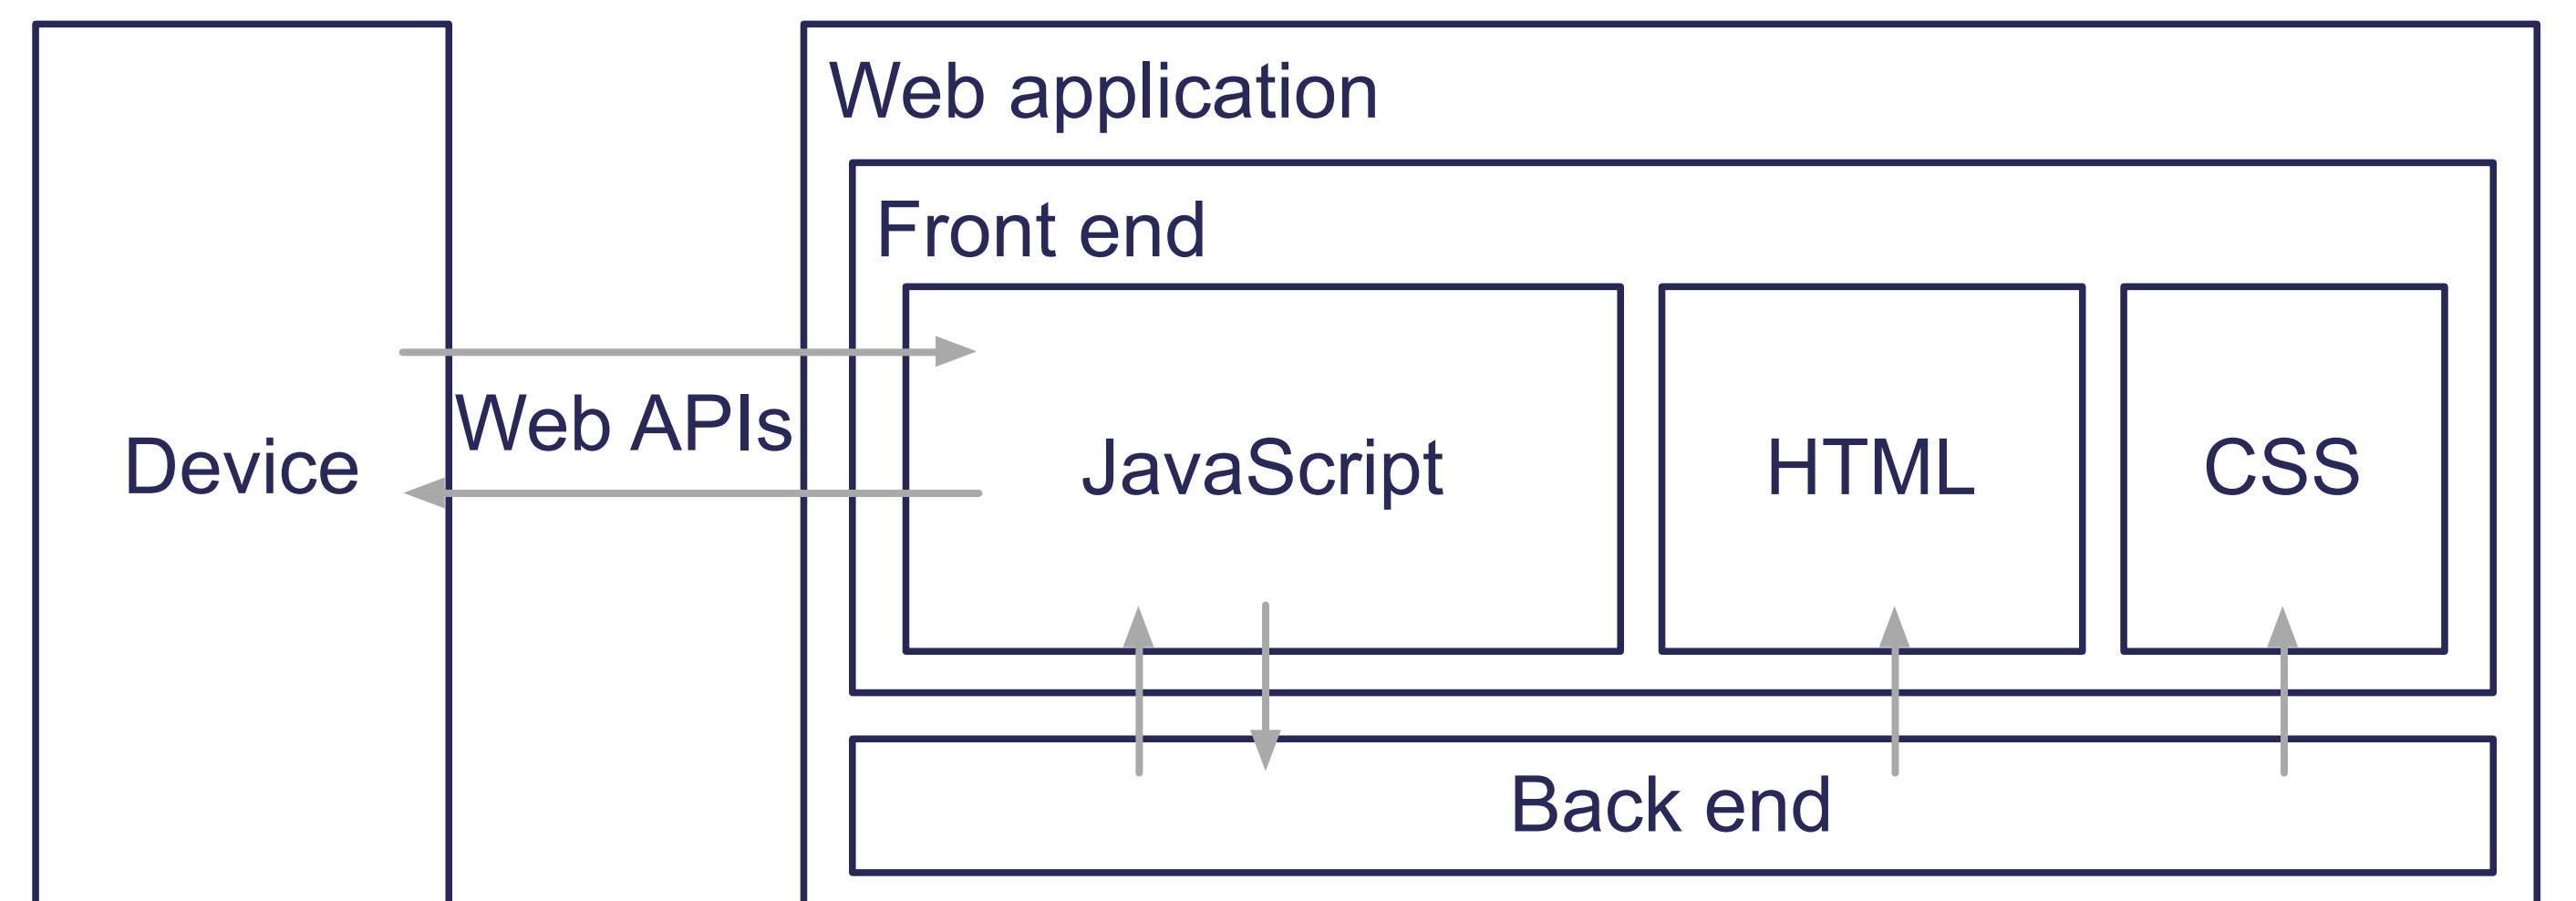 Web application
Front end
Web APIs
Device
JavaScript
HTML
CSS
Back end